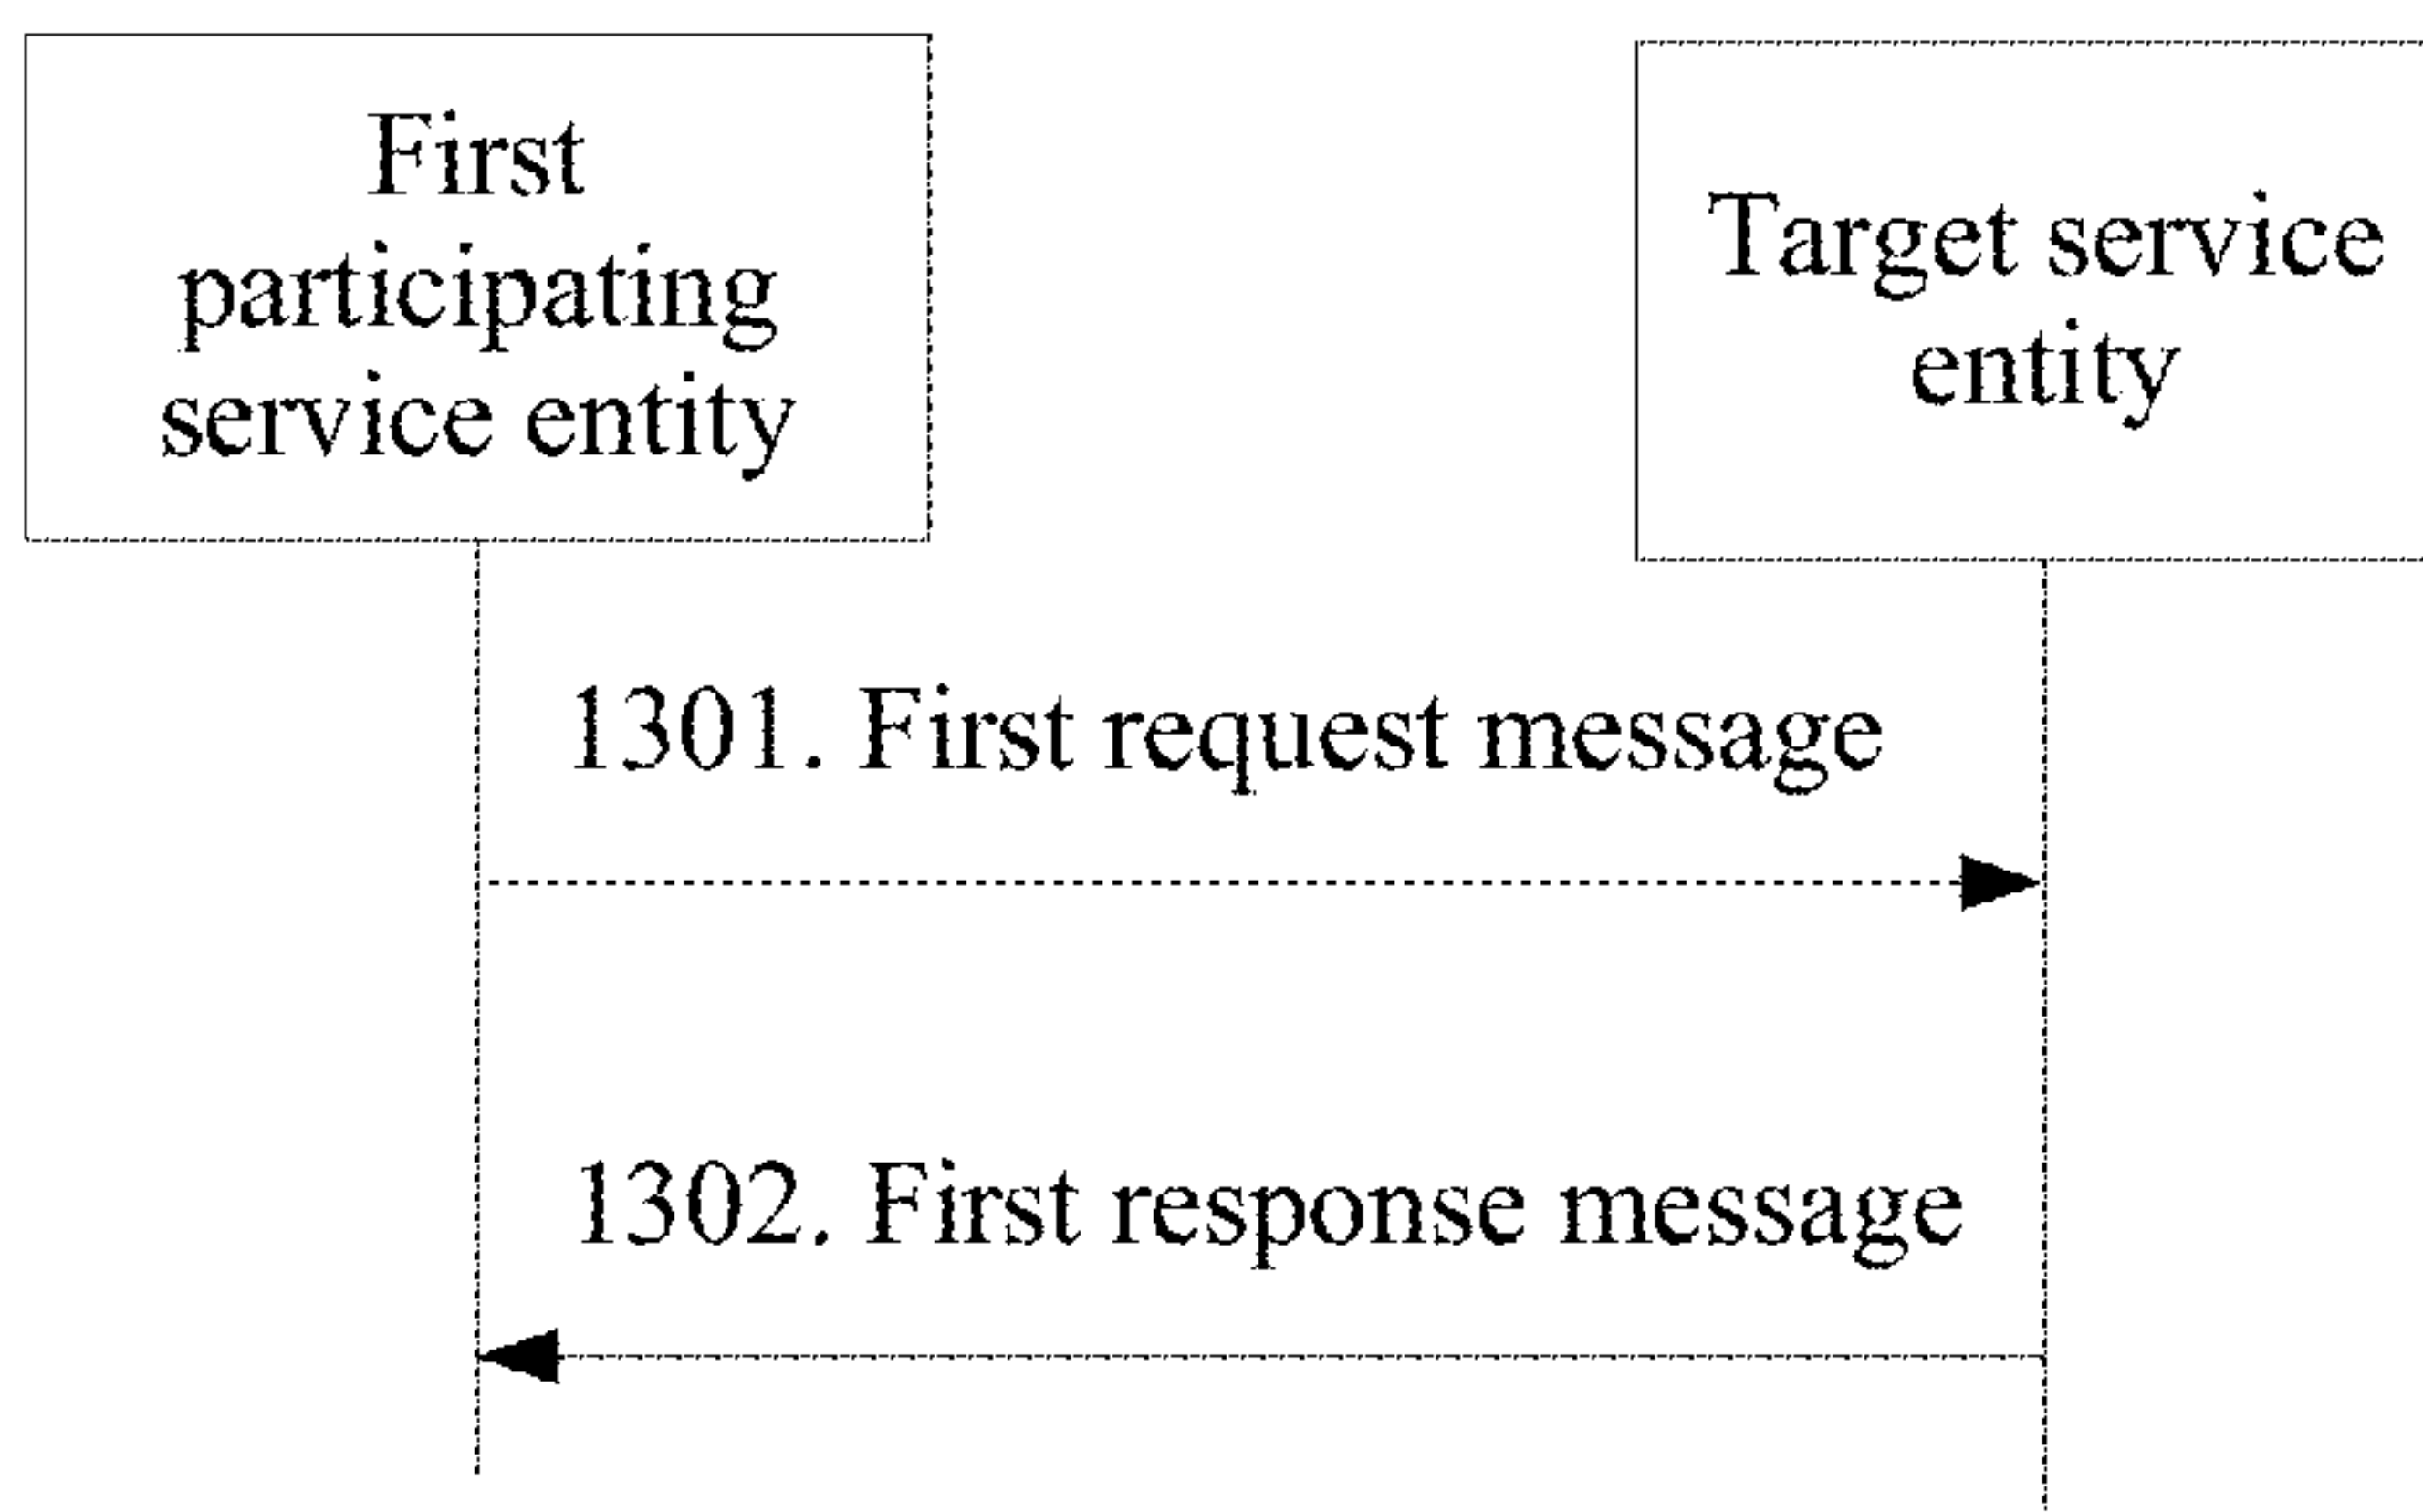 First
participating
service entity
Target service
entity
1301. First request message
1302. First response message